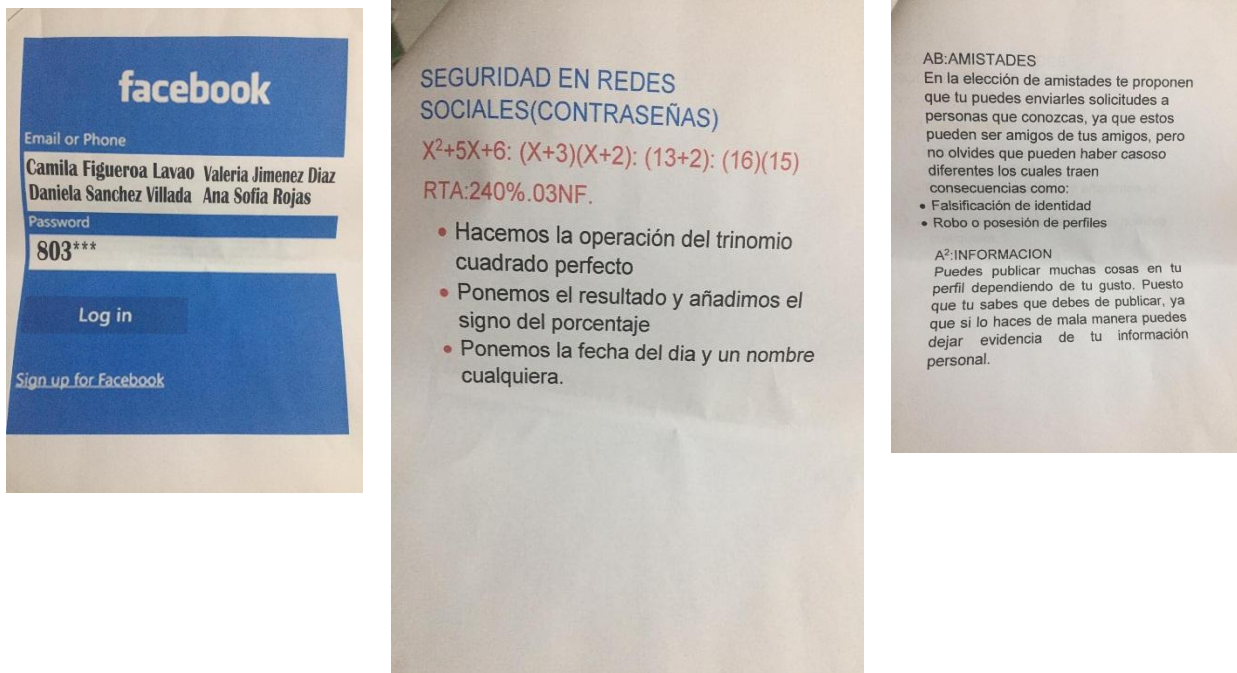 facebook
Email or Phone
Camila Figueroa Lavao Valeria Jimenez Diaz
Daniela Sanchez Villada Ana Sofia Rojas
Password
803***
Log in
Sign up for Facebook
SEGURIDAD EN REDES
SOCIALES(CONTRASEÑAS)
X²+5X+6: (X+3)(X+2): (13+2): (16)(15)
RTA:240%.03NF.
• Hacemos la operación del trinomio
cuadrado perfecto
• Ponemos el resultado y añadimos el
signo del porcentaje
• Ponemos la fecha del dia y un nombre
cualquiera.
AB:AMISTADES
En la elección de amistades te proponen
que tu puedes enviarles solicitudes a
personas que conozcas, ya que estos
pueden ser amigos de tus amigos, pero
no olvides que pueden haber casoso
diferentes los cuales traen
consecuencias como:
• Falsificación de identidad
• Robo o posesión de perfiles
A²:INFORMACION
Puedes publicar muchas cosas en tu
perfil dependiendo de tu gusto. Puesto
que tu sabes que debes de publicar, ya
que si lo haces de mala manera puedes
dejar evidencia de tu información
personal.